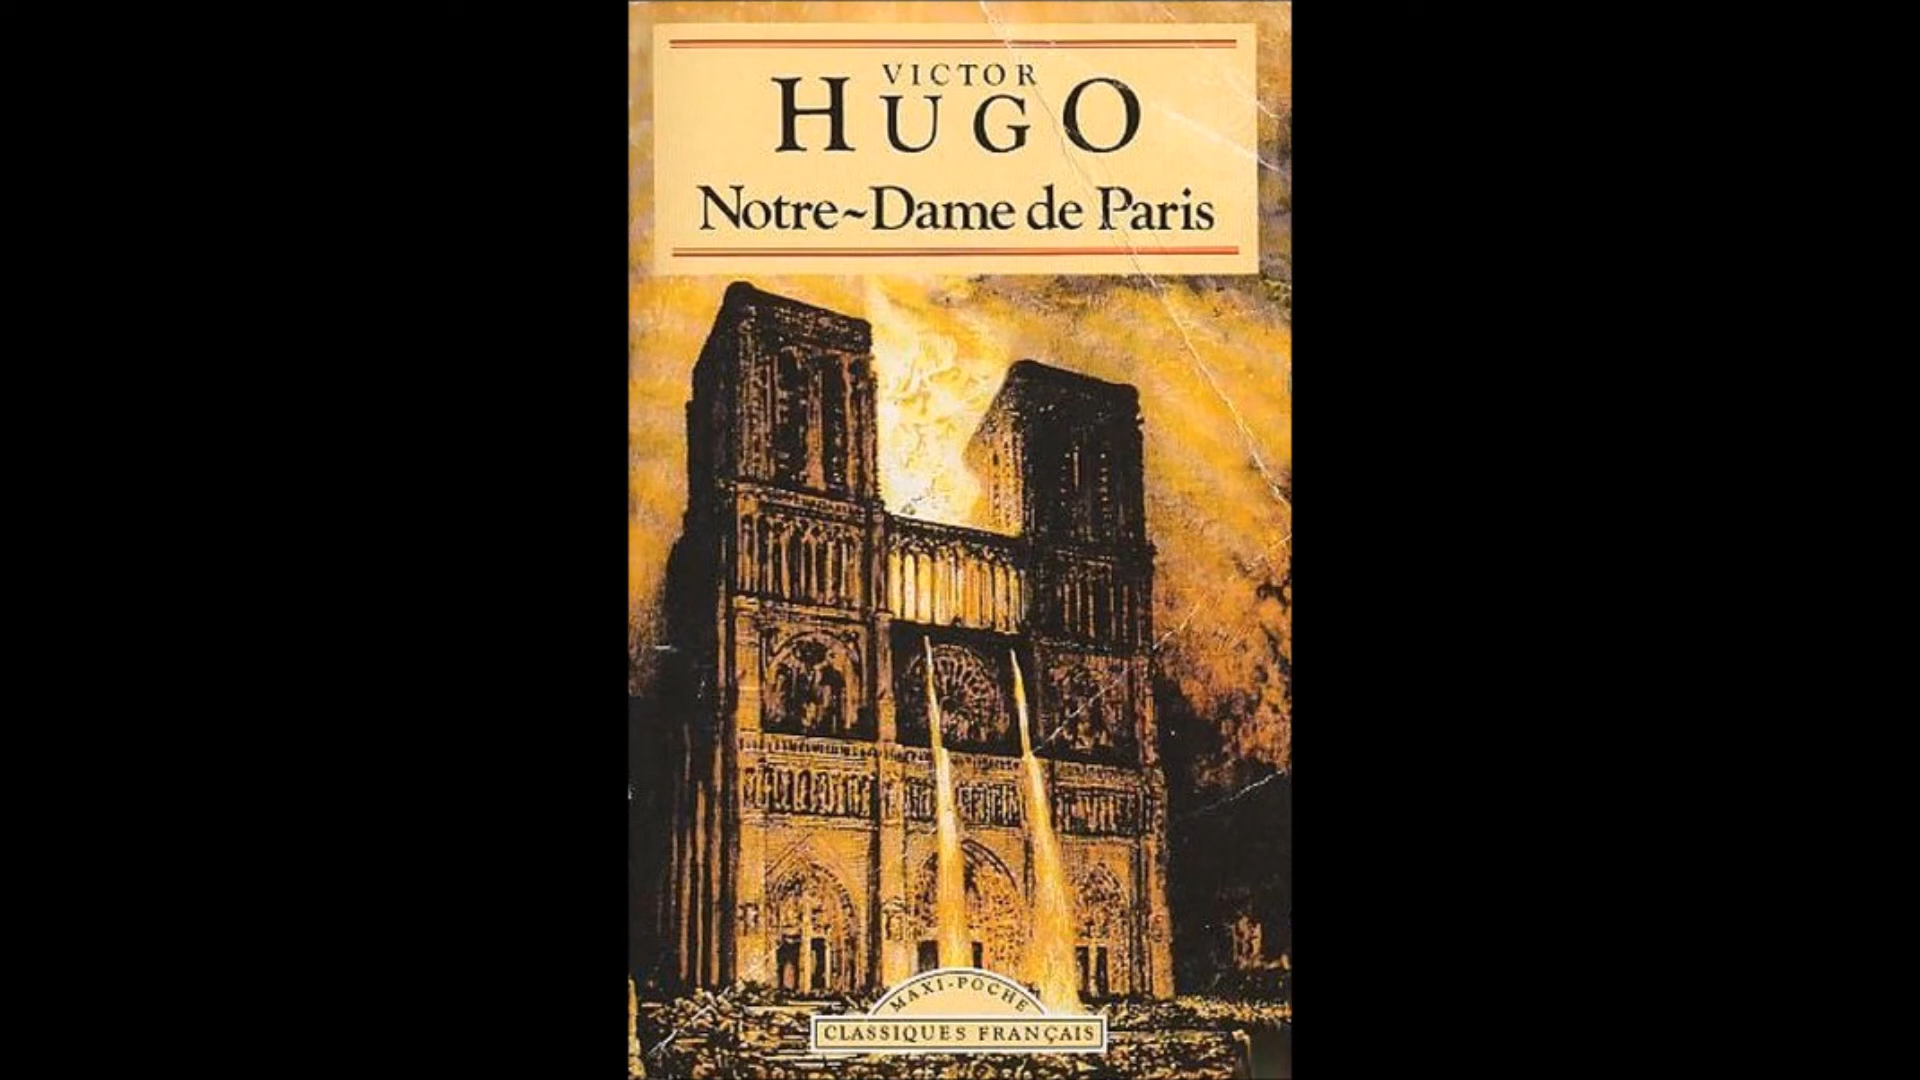 VICTOR
HUGO
Notre~Dame de Paris
MAXI-POCHE
CLASSIQUES FRANÇAIS